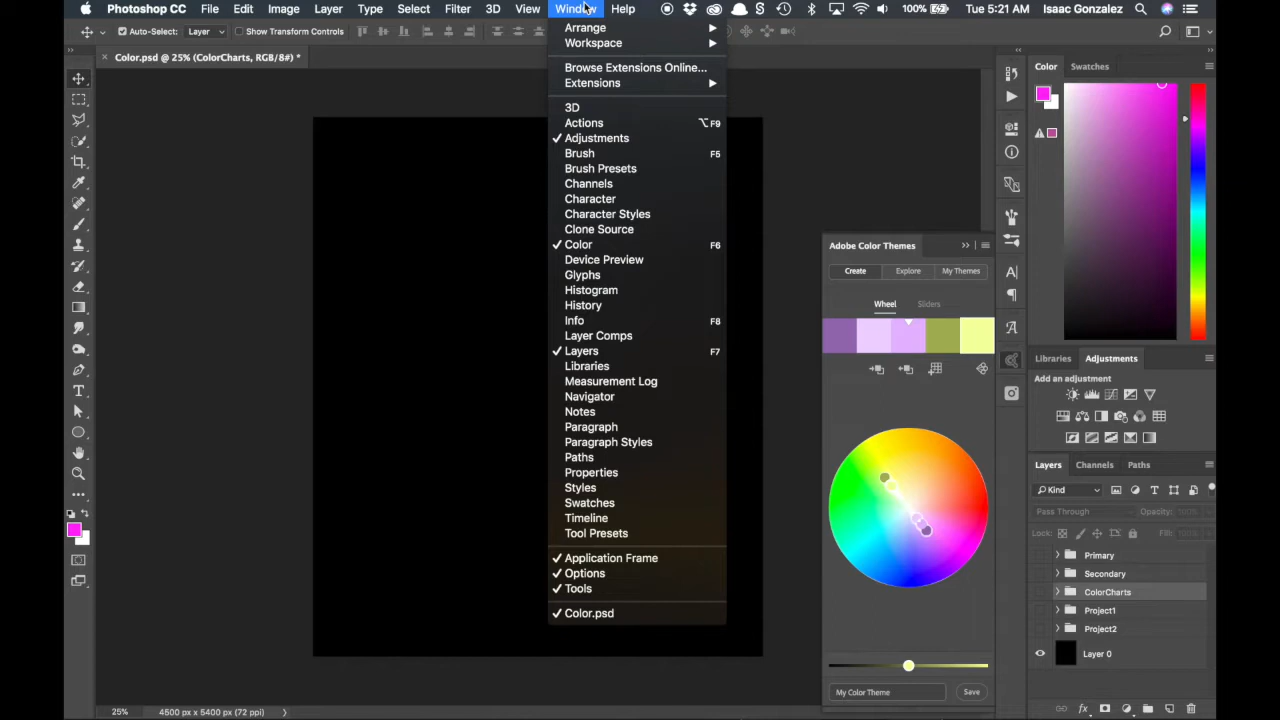 Photoshop CC File Edit Image Layer Type Select Filter 3D View Window Help 100% Tue 5:21 AM Isaac Gonzalez
Auto-Select: Layer Show Transform Controls
Color.psd @ 25% (ColorCharts, RGB/8#) *
Arrange
Workspace
Browse Extensions Online...
Extensions
3D
Actions ⌥F9
Adjustments
Brush F5
Brush Presets
Channels
Character
Character Styles
Clone Source
Color F6
Device Preview
Glyphs
Histogram
History
Info F8
Layer Comps
Layers F7
Libraries
Measurement Log
Navigator
Notes
Paragraph
Paragraph Styles
Paths
Properties
Styles
Swatches
Timeline
Tool Presets
Application Frame
Options
Tools
Color.psd
Adobe Color Themes
Create Explore My Themes
Wheel Sliders
My Color Theme Save
Color Swatches
Libraries Adjustments
Add an adjustment
Layers Channels Paths
Kind
Pass Through Opacity: 100%
Lock: Fill: 100%
Primary
Secondary
ColorCharts
Project1
Project2
Layer 0
25% 4500 px x 5400 px (72 ppi)